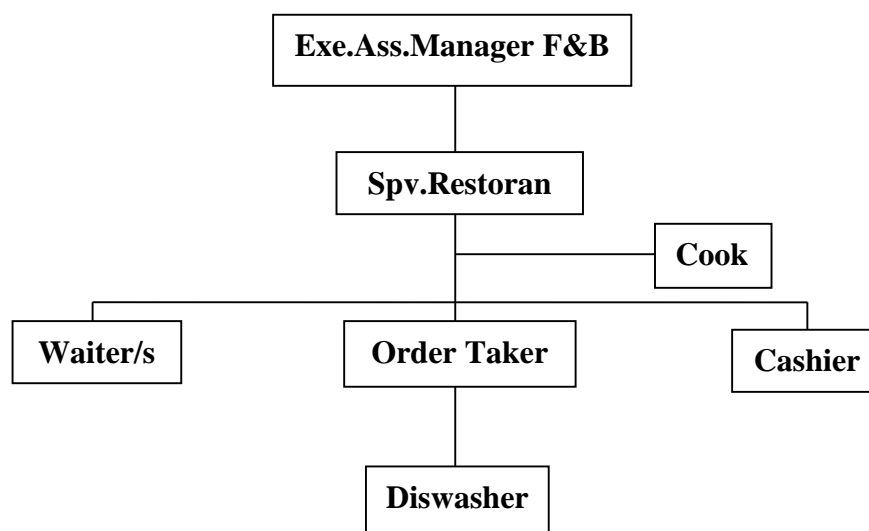 Exe.Ass.Manager F&B
Spv.Restoran
Cook
Waiter/s
Order Taker
Cashier
Diswasher